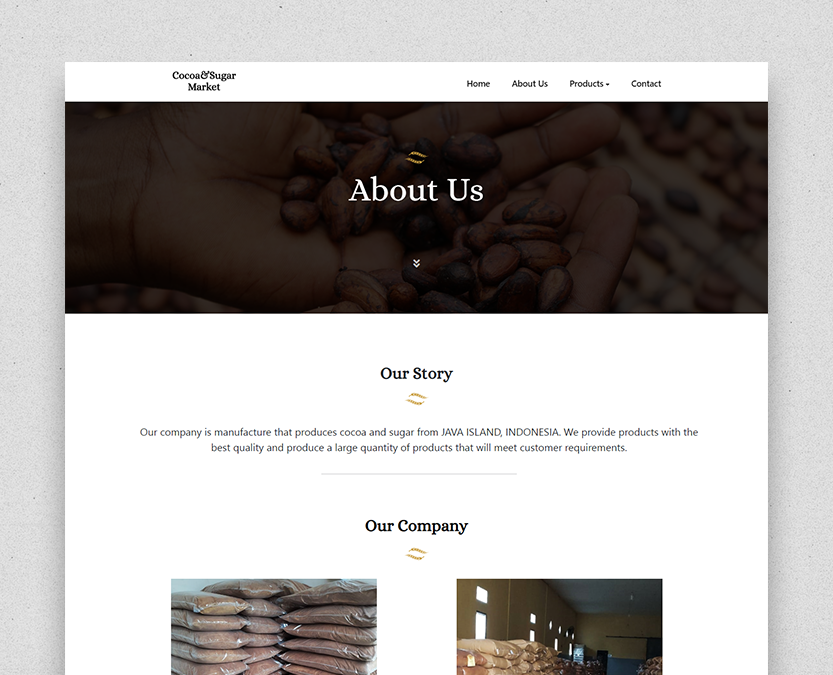 Cocoa&Sugar
Market
Home
About Us
Products
Contact
About Us
Our Story
Our company is manufacture that produces cocoa and sugar from JAVA ISLAND, INDONESIA. We provide products with the
best quality and produce a large quantity of products that will meet customer requirements.
Our Company